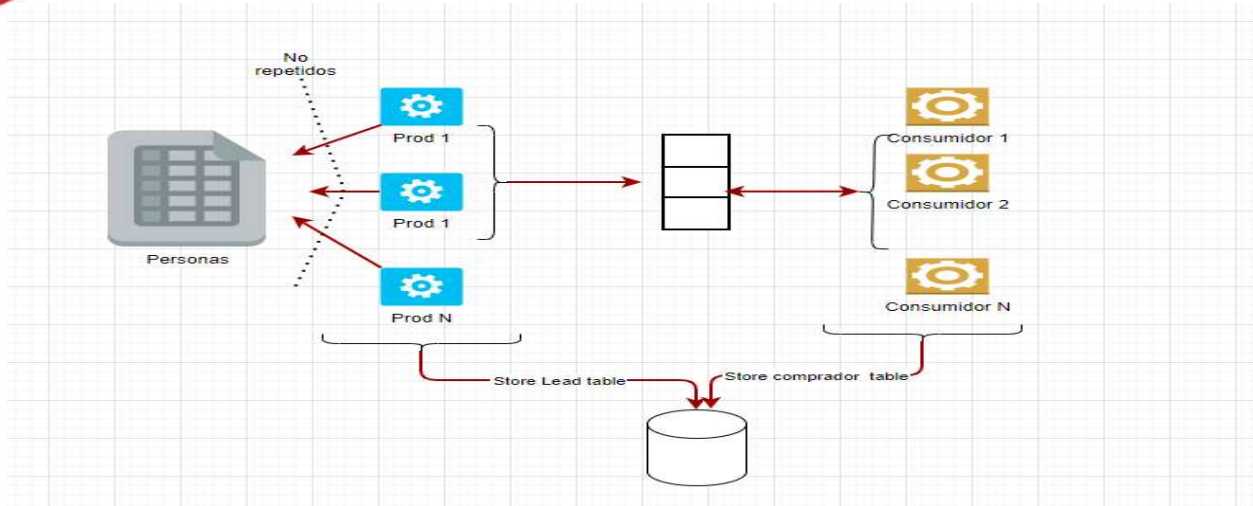 No
repetidos
Prod 1
Prod 1
Prod N
Personas
Consumidor 1
Consumidor 2
Consumidor N
Store Lead table
Store comprador table